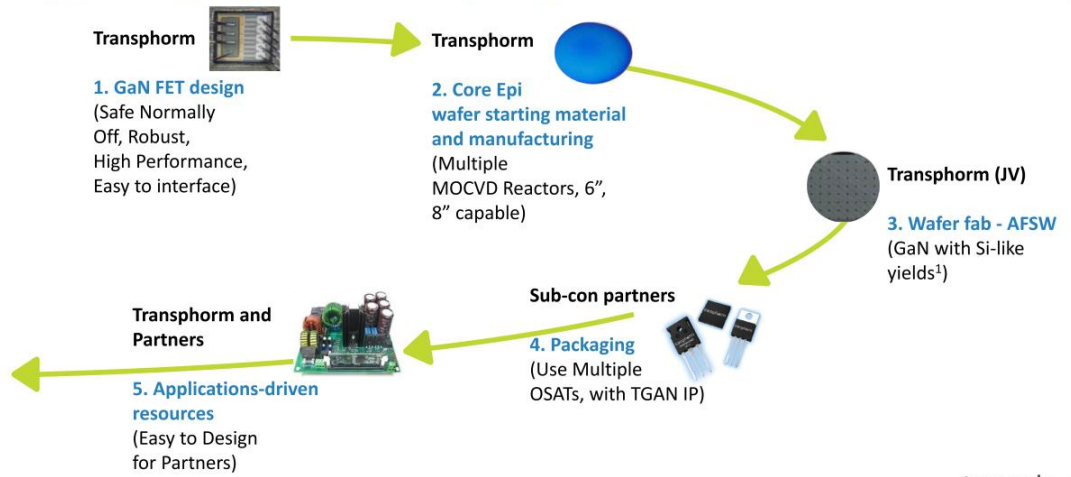 Transphorm
1. GaN FET design
(Safe Normally
Off, Robust,
High Performance,
Easy to interface)
Transphorm
2. Core Epi
wafer starting material
and manufacturing
(Multiple
MOCVD Reactors, 6”,
8” capable)
Transphorm (JV)
3. Wafer fab - AFSW
(GaN with Si-like
yields¹)
Sub-con partners
4. Packaging
(Use Multiple
OSATs, with TGAN IP)
Transphorm and
Partners
5. Applications-driven
resources
(Easy to Design
for Partners)